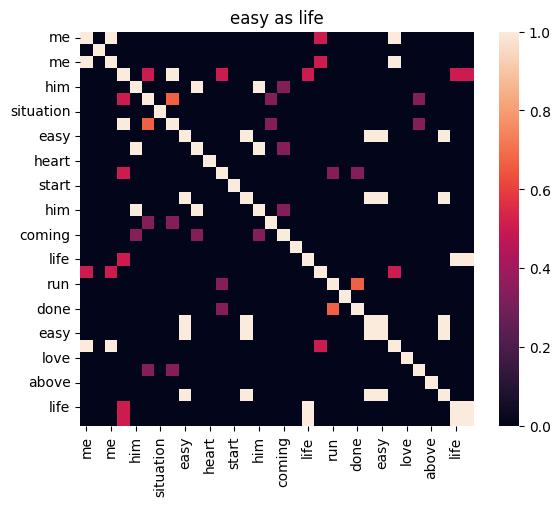 easy as life
me
me
him
situation
easy
heart
start
him
coming
life
run
done
easy
love
above
life
me
me
him
situation
easy
heart
start
him
coming
life
run
done
easy
love
above
life
1.0
0.8
0.6
0.4
0.2
0.0